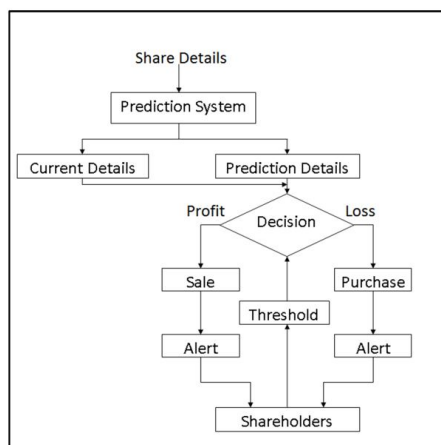 Share Details
Prediction System
Current Details
Prediction Details
Profit
Decision
Loss
Sale
Purchase
Threshold
Alert
Alert
Shareholders